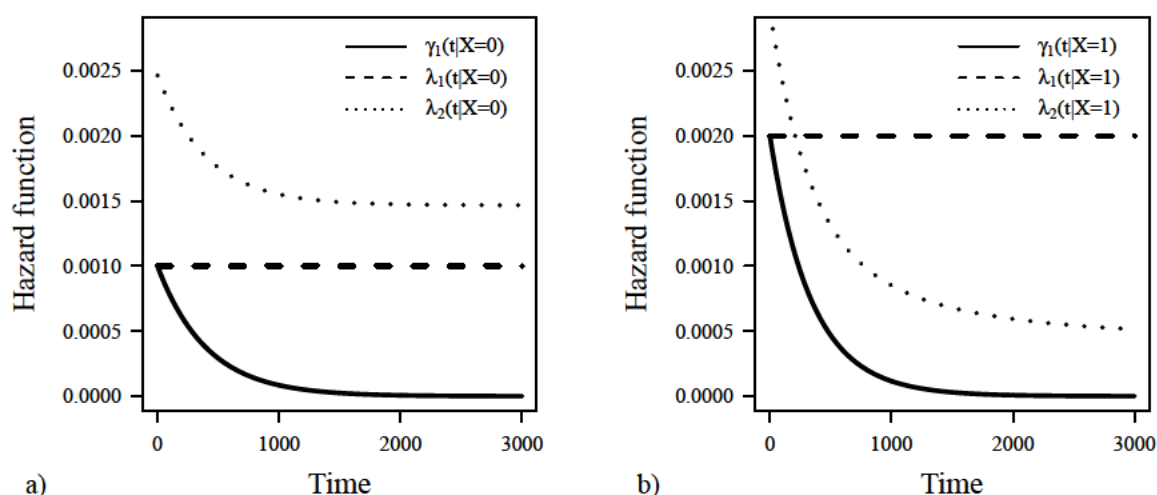 γ₁(t|X=0)
λ₁(t|X=0)
λ₂(t|X=0)
0.0025
0.0020
0.0015
0.0010
0.0005
0.0000
Hazard function
0 1000 2000 3000
Time
a)
γ₁(t|X=1)
λ₁(t|X=1)
λ₂(t|X=1)
0.0025
0.0020
0.0015
0.0010
0.0005
0.0000
Hazard function
0 1000 2000 3000
Time
b)